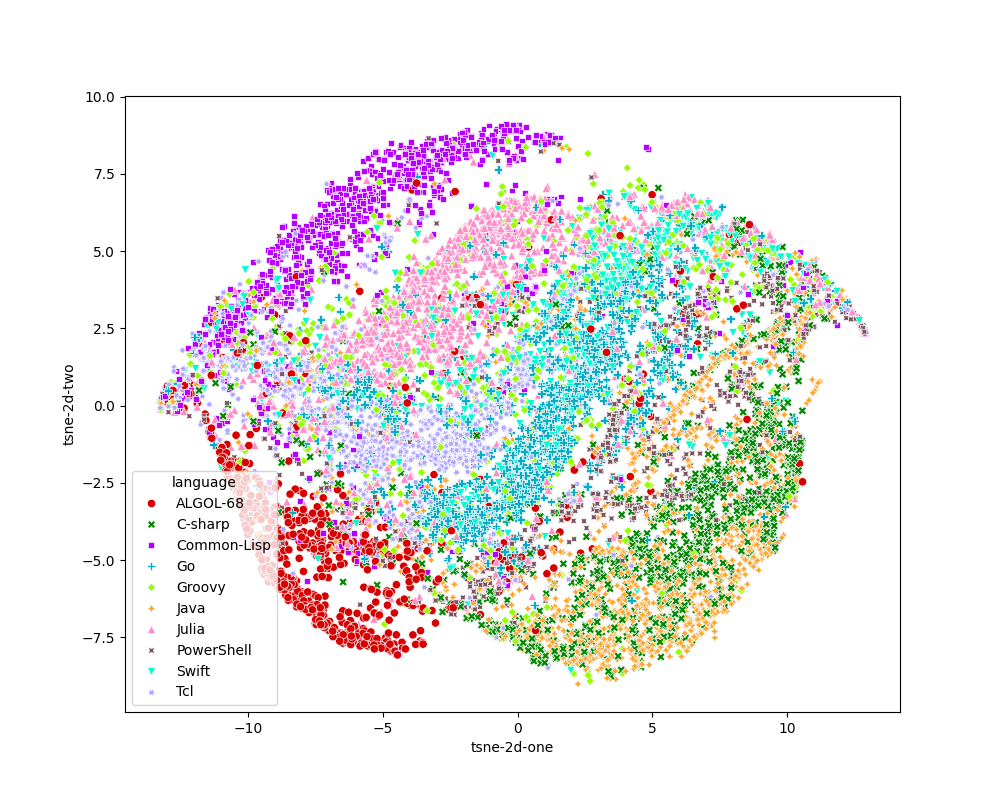 10.0
7.5
5.0
2.5
0.0
−2.5
−5.0
−7.5
tsne-2d-two
language
ALGOL-68
C-sharp
Common-Lisp
Go
Groovy
Java
Julia
PowerShell
Swift
Tcl
−10
−5
0
5
10
tsne-2d-one